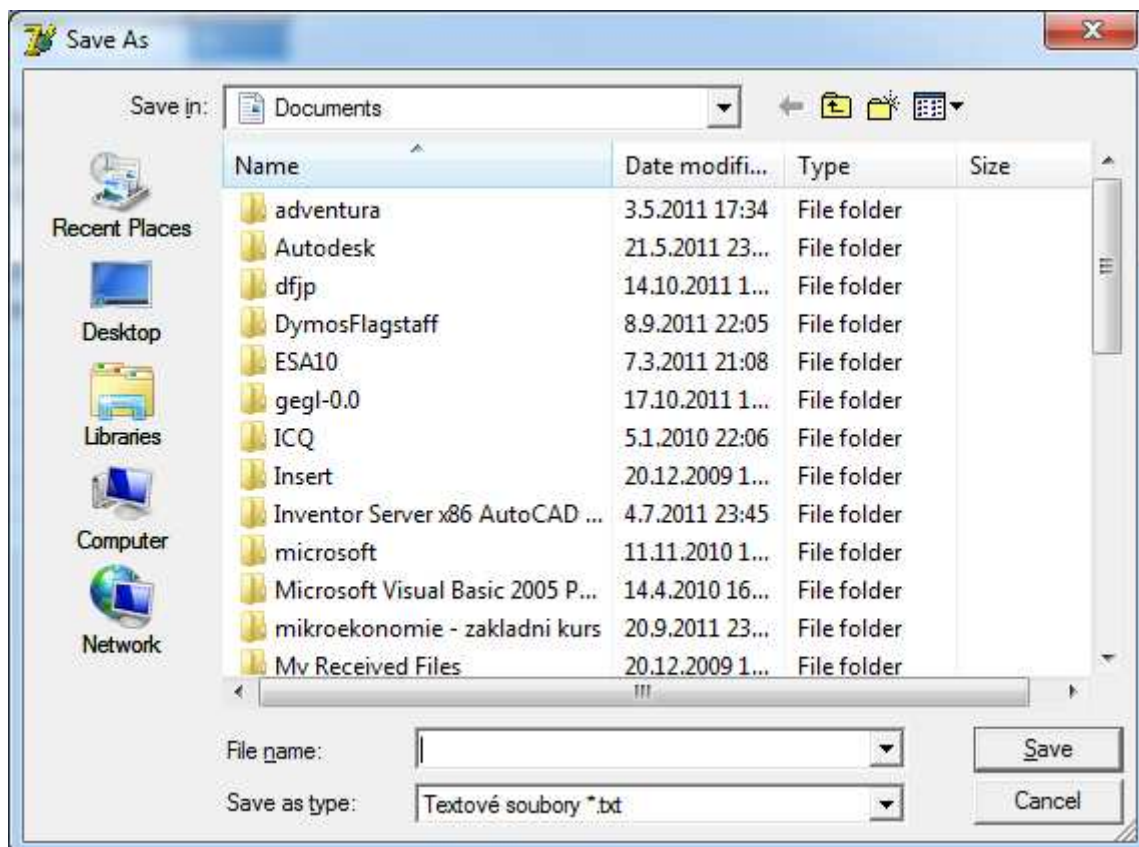 Save As
Save in: Documents
Name Date modifi... Type Size
Recent Places
Desktop
Libraries
Computer
Network
adventura 3.5.2011 17:34 File folder
Autodesk 21.5.2011 23... File folder
dfjp 14.10.2011 1... File folder
DymosFlagstaff 8.9.2011 22:05 File folder
ESA10 7.3.2011 21:08 File folder
gegl-0.0 17.10.2011 1... File folder
ICQ 5.1.2010 22:06 File folder
Insert 20.12.2009 1... File folder
Inventor Server x86 AutoCAD ... 4.7.2011 23:45 File folder
microsoft 11.11.2010 1... File folder
Microsoft Visual Basic 2005 P... 14.4.2010 16... File folder
mikroekonomie - zakladni kurs 20.9.2011 23... File folder
My Received Files 20.12.2009 1... File folder
File name: Save
Save as type: Textové soubory *.txt Cancel